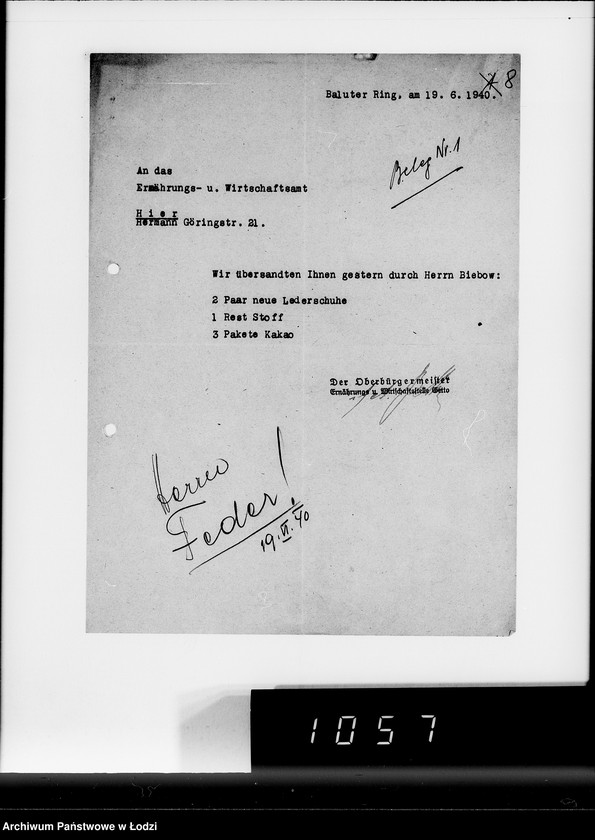 8
Baluter Ring, am 19. 6. 1940.
Beleg Nr. 1
An das
Ernährungs- u. Wirtschaftsamt
H i e r
Hermann Göringstr. 21.
Wir übersandten Ihnen gestern durch Herrn Biebow:
2 Paar neue Lederschuhe
1 Rest Stoff
3 Pakete Kakao
Der Oberbürgermeister
Ernährungs u. Wirtschaftsstelle Getto
Herrn
Feder!
19.VI.40
1057
Archiwum Państwowe w Łodzi